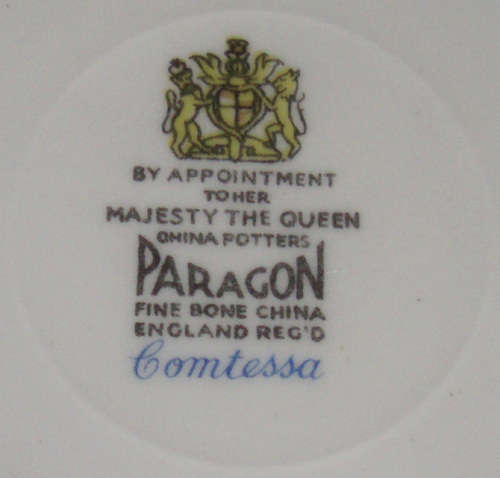 BY APPOINTMENT
TO HER
MAJESTY THE QUEEN
CHINA POTTERS
PARAGON
FINE BONE CHINA
ENGLAND REG'D
Comtessa